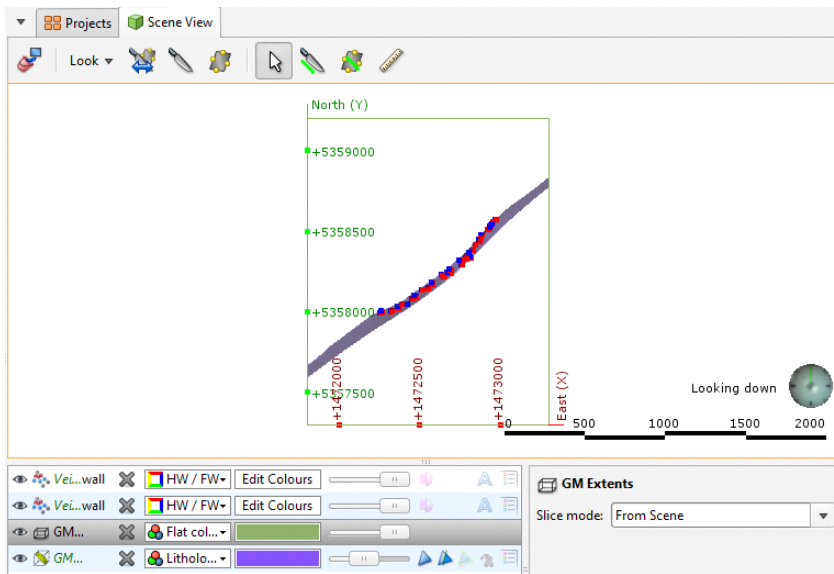 Projects
Scene View
Look
North (Y)
+5359000
+5358500
+5358000
+5357500
+1472000
+1472500
+1473000
East (X)
Looking down
0 500 1000 1500 2000
Vei...wall HW / FW Edit Colours
Vei...wall HW / FW Edit Colours
GM... Flat col...
GM... Litholo...
GM Extents
Slice mode: From Scene